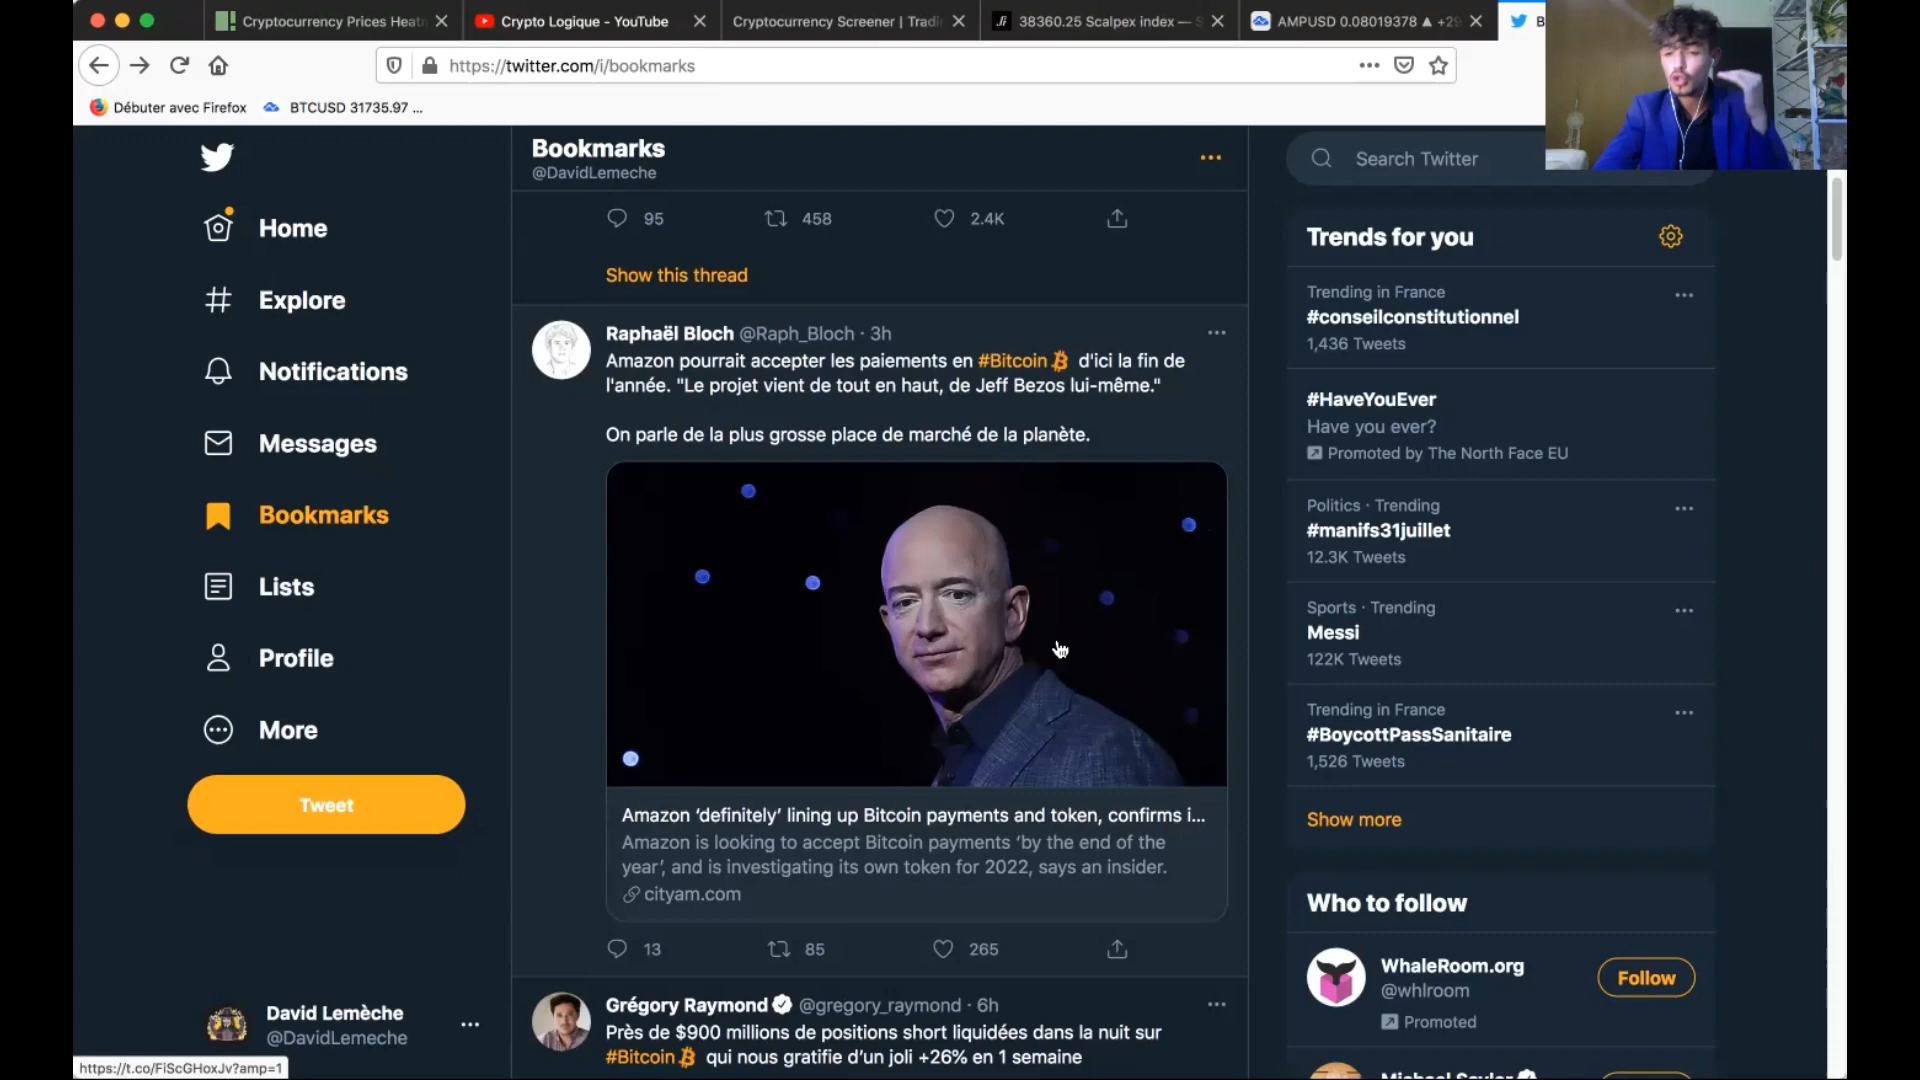 Cryptocurrency Prices Heat
Crypto Logique - YouTube
Cryptocurrency Screener | Tradi
38360.25 Scalpex index — S
AMPUSD 0.08019378 ▲ +29
B
https://twitter.com/i/bookmarks
Débuter avec Firefox
BTCUSD 31735.97 ...
Home
Explore
Notifications
Messages
Bookmarks
Lists
Profile
More
Tweet
David Lemèche
@DavidLemeche
https://t.co/FiScGHoxJv?amp=1
Bookmarks
@DavidLemeche
95 458 2.4K
Show this thread
Raphaël Bloch @Raph_Bloch · 3h
Amazon pourrait accepter les paiements en #Bitcoin d'ici la fin de
l'année. "Le projet vient de tout en haut, de Jeff Bezos lui-même."
On parle de la plus grosse place de marché de la planète.
Amazon ‘definitely’ lining up Bitcoin payments and token, confirms i...
Amazon is looking to accept Bitcoin payments ‘by the end of the
year’, and is investigating its own token for 2022, says an insider.
cityam.com
13 85 265
Grégory Raymond @gregory_raymond · 6h
Près de $900 millions de positions short liquidées dans la nuit sur
#Bitcoin qui nous gratifie d’un joli +26% en 1 semaine
Search Twitter
Trends for you
Trending in France
#conseilconstitutionnel
1,436 Tweets
#HaveYouEver
Have you ever?
Promoted by The North Face EU
Politics · Trending
#manifs31juillet
12.3K Tweets
Sports · Trending
Messi
122K Tweets
Trending in France
#BoycottPassSanitaire
1,526 Tweets
Show more
Who to follow
WhaleRoom.org
@whlroom
Promoted
Follow
Michael Saylor